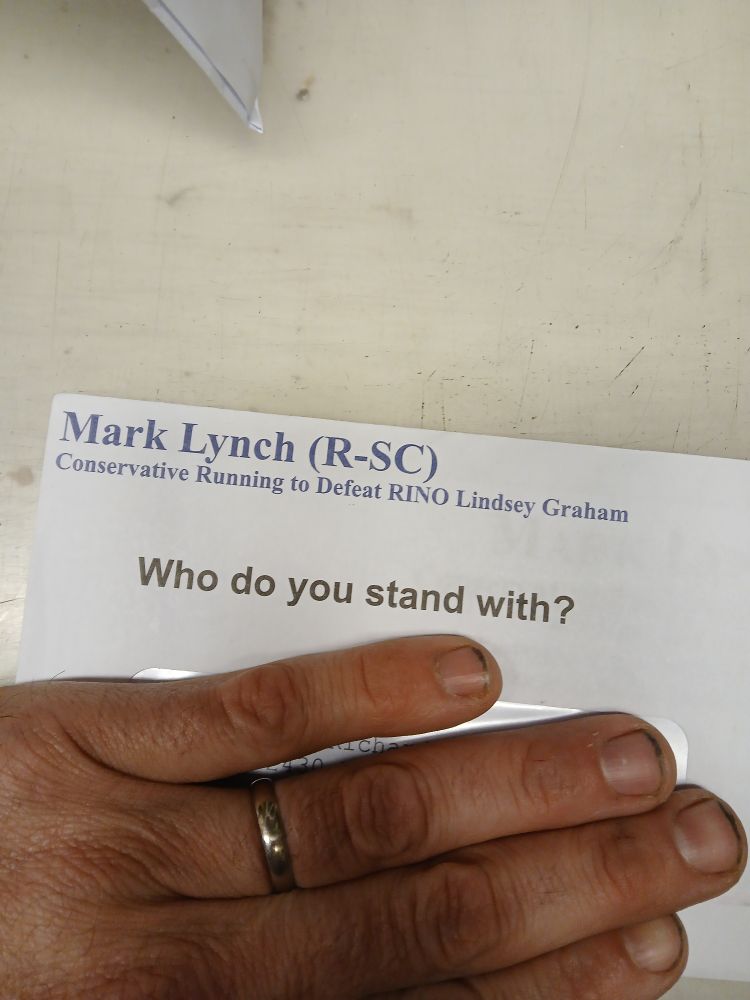 Mark Lynch (R-SC)
Conservative Running to Defeat RINO Lindsey Graham
Who do you stand with?